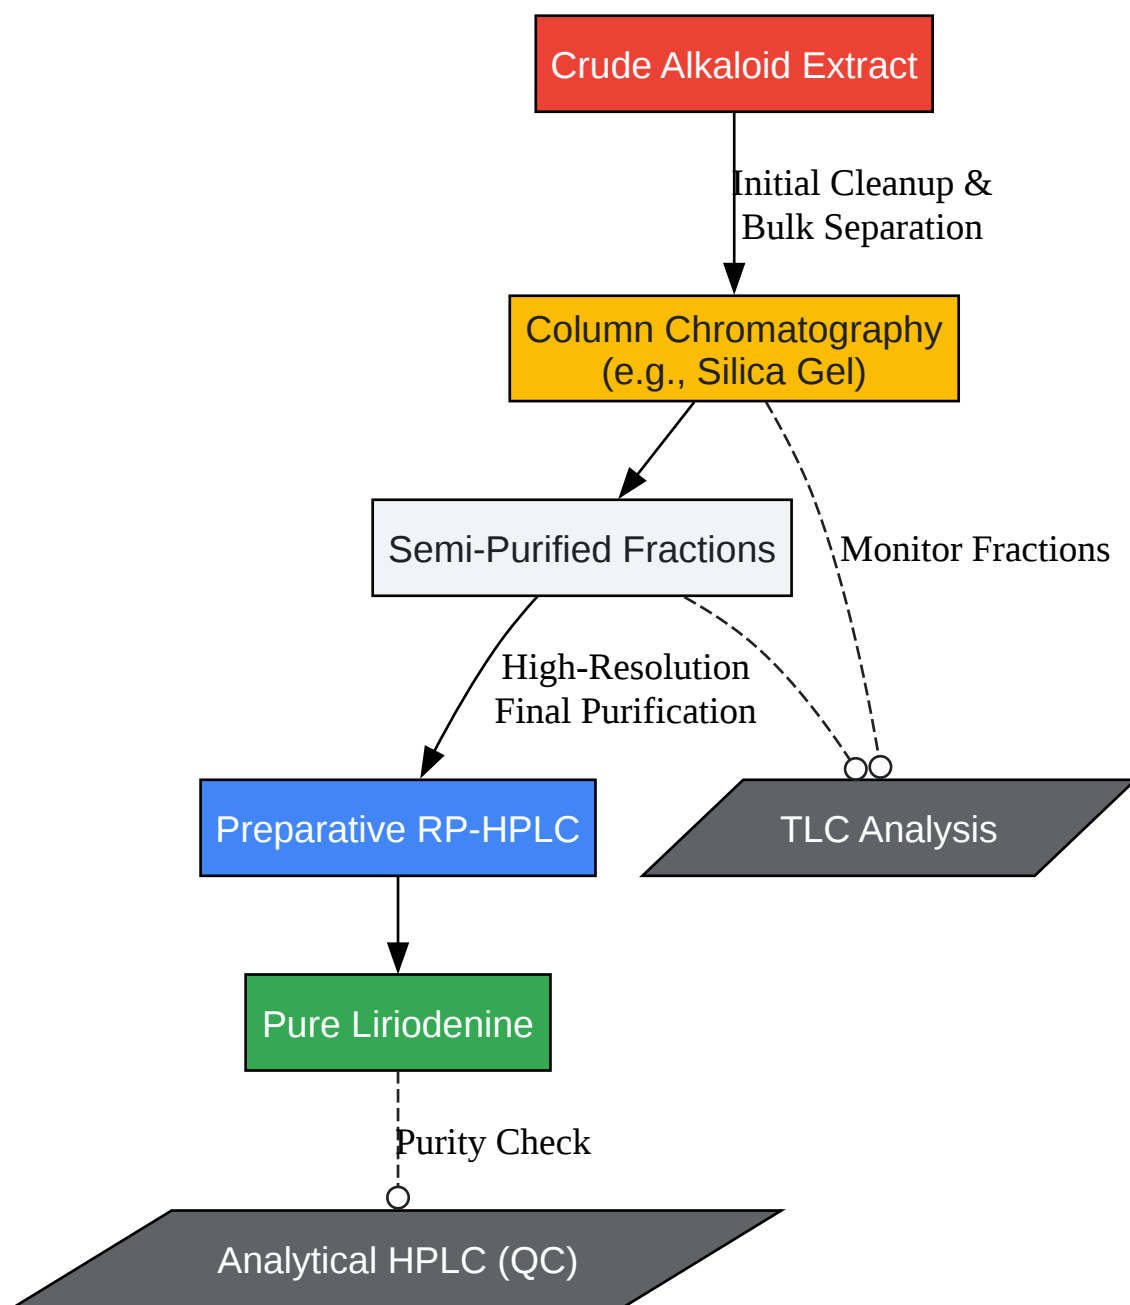 Crude Alkaloid Extract
Initial Cleanup &
Bulk Separation
Column Chromatography
(e.g., Silica Gel)
Semi-Purified Fractions
Monitor Fractions
High-Resolution
Final Purification
Preparative RP-HPLC
TLC Analysis
Pure Liriodenine
Purity Check
Analytical HPLC (QC)